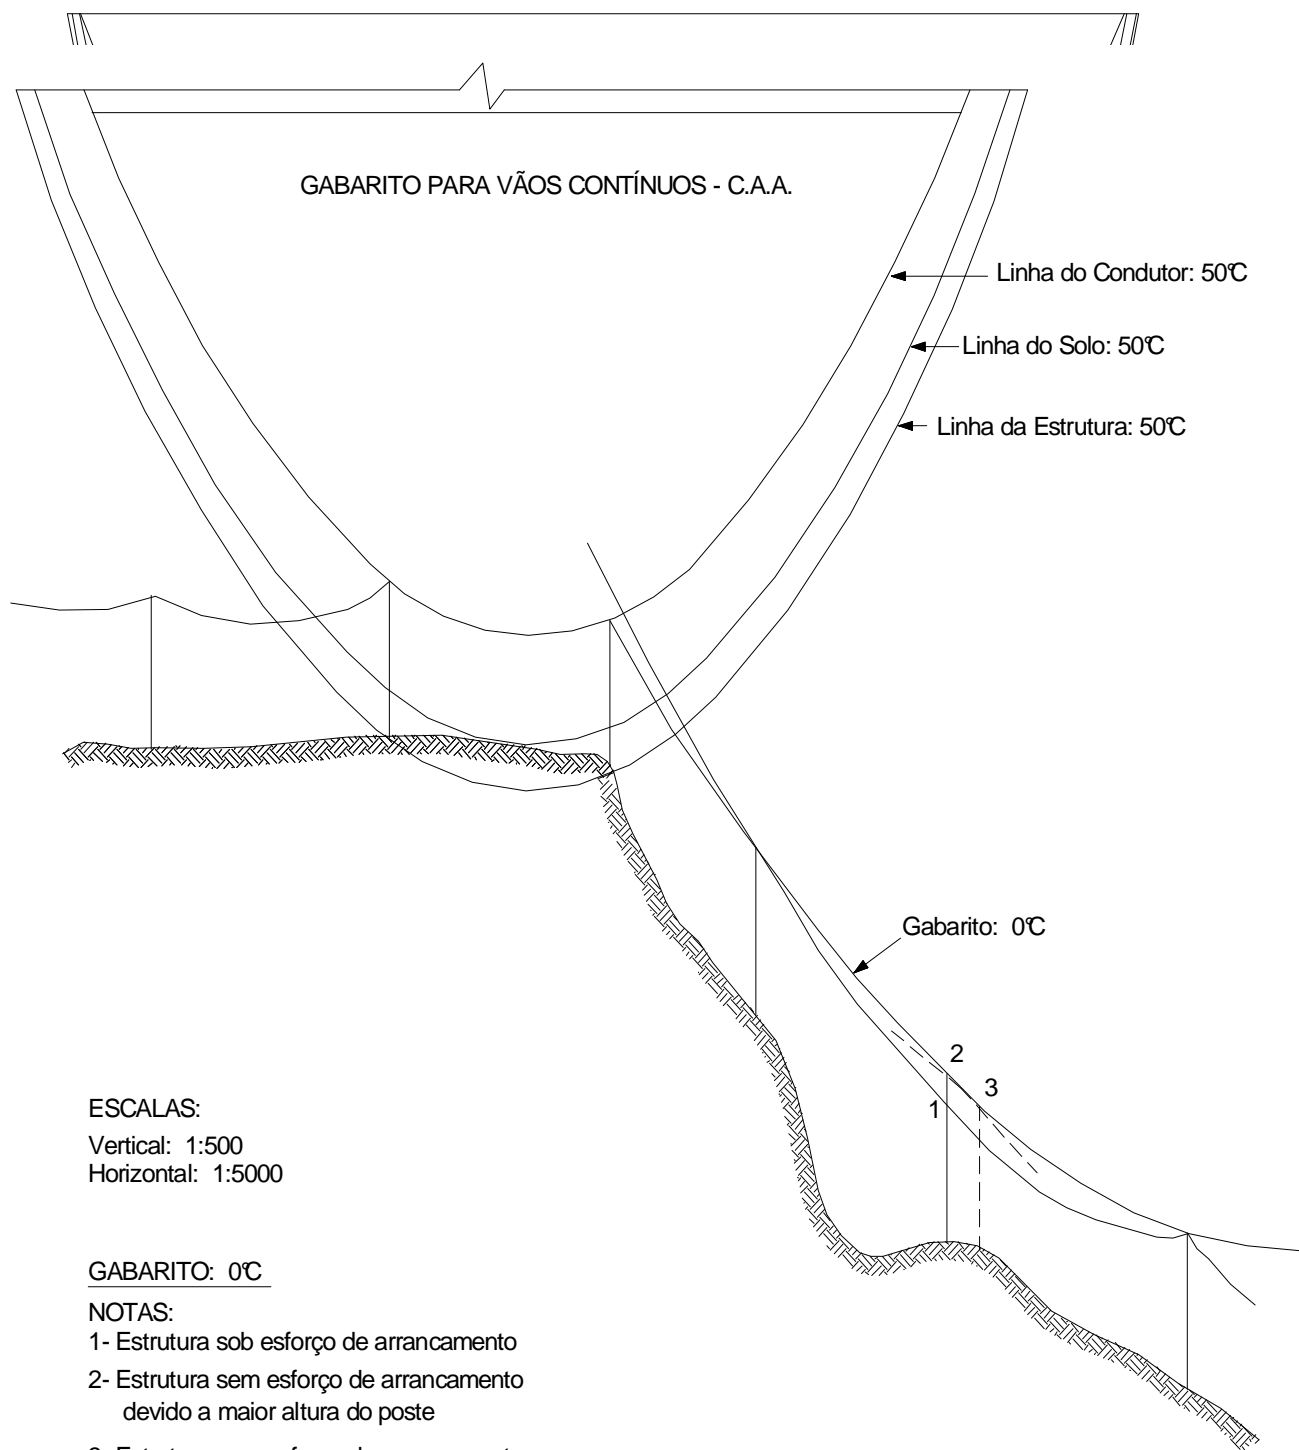 GABARITO PARA VÃOS CONTÍNUOS - C.A.A.
Linha do Condutor: 50°C
Linha do Solo: 50°C
Linha da Estrutura: 50°C
Gabarito: 0°C
2
3
1
ESCALAS:
Vertical: 1:500
Horizontal: 1:5000
GABARITO: 0°C
NOTAS:
1- Estrutura sob esforço de arrancamento
2- Estrutura sem esforço de arrancamento
devido a maior altura do poste